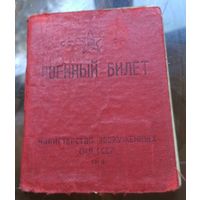 ВОЕННЫЙ БИЛЕТ
МИНИСТЕРСТВО ВООРУЖЕННЫХ
СИЛ СССР